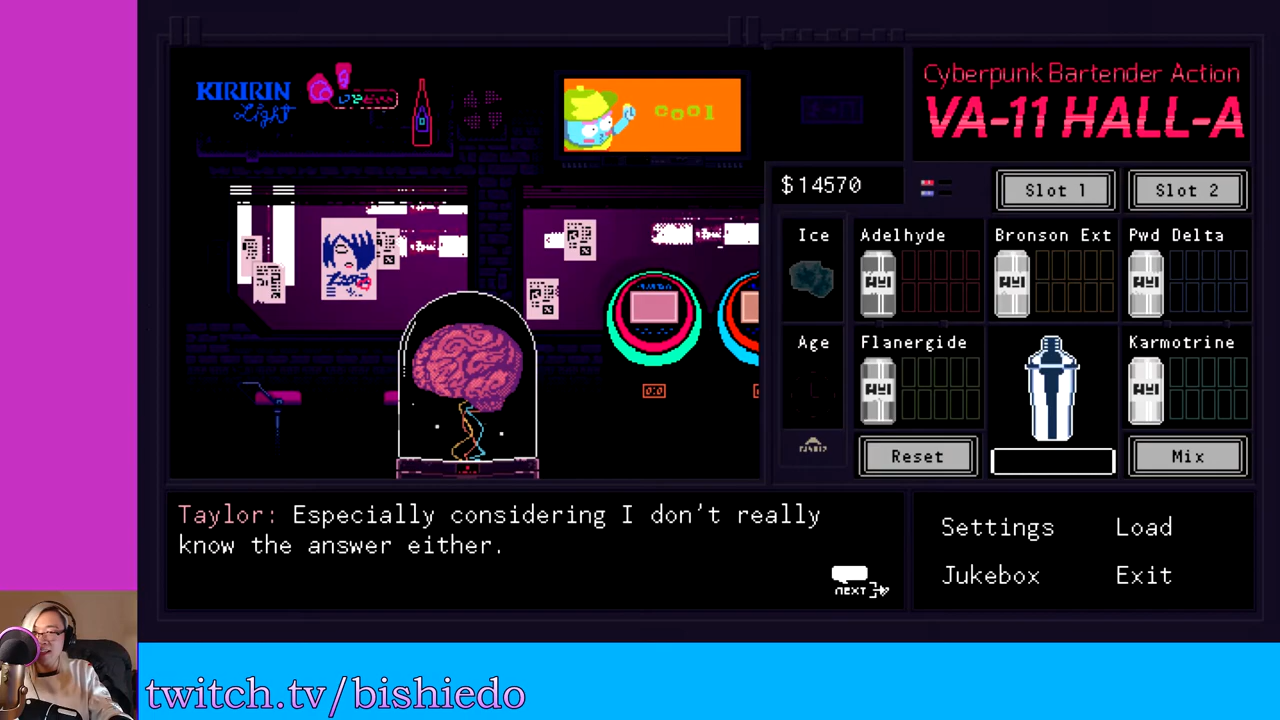 KIRIRIN
Light
cool
Cyberpunk Bartender Action
VA-11 HALL-A
$14570
Slot 1
Slot 2
Ice
Adelhyde
Bronson Ext
Pwd Delta
Age
Flanergide
Karmotrine
Reset
Mix
Taylor: Especially considering I don't really
know the answer either.
NEXT
Settings
Load
Jukebox
Exit
twitch.tv/bishiedo